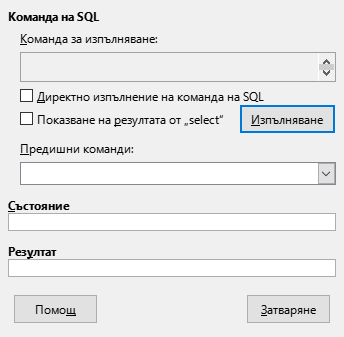 Команда на SQL
Команда за изпълняване:
Директно изпълнение на команда на SQL
Показване на резултата от „select“
Изпълняване
Предишни команди:
Състояние
Резултат
Помощ
Затваряне